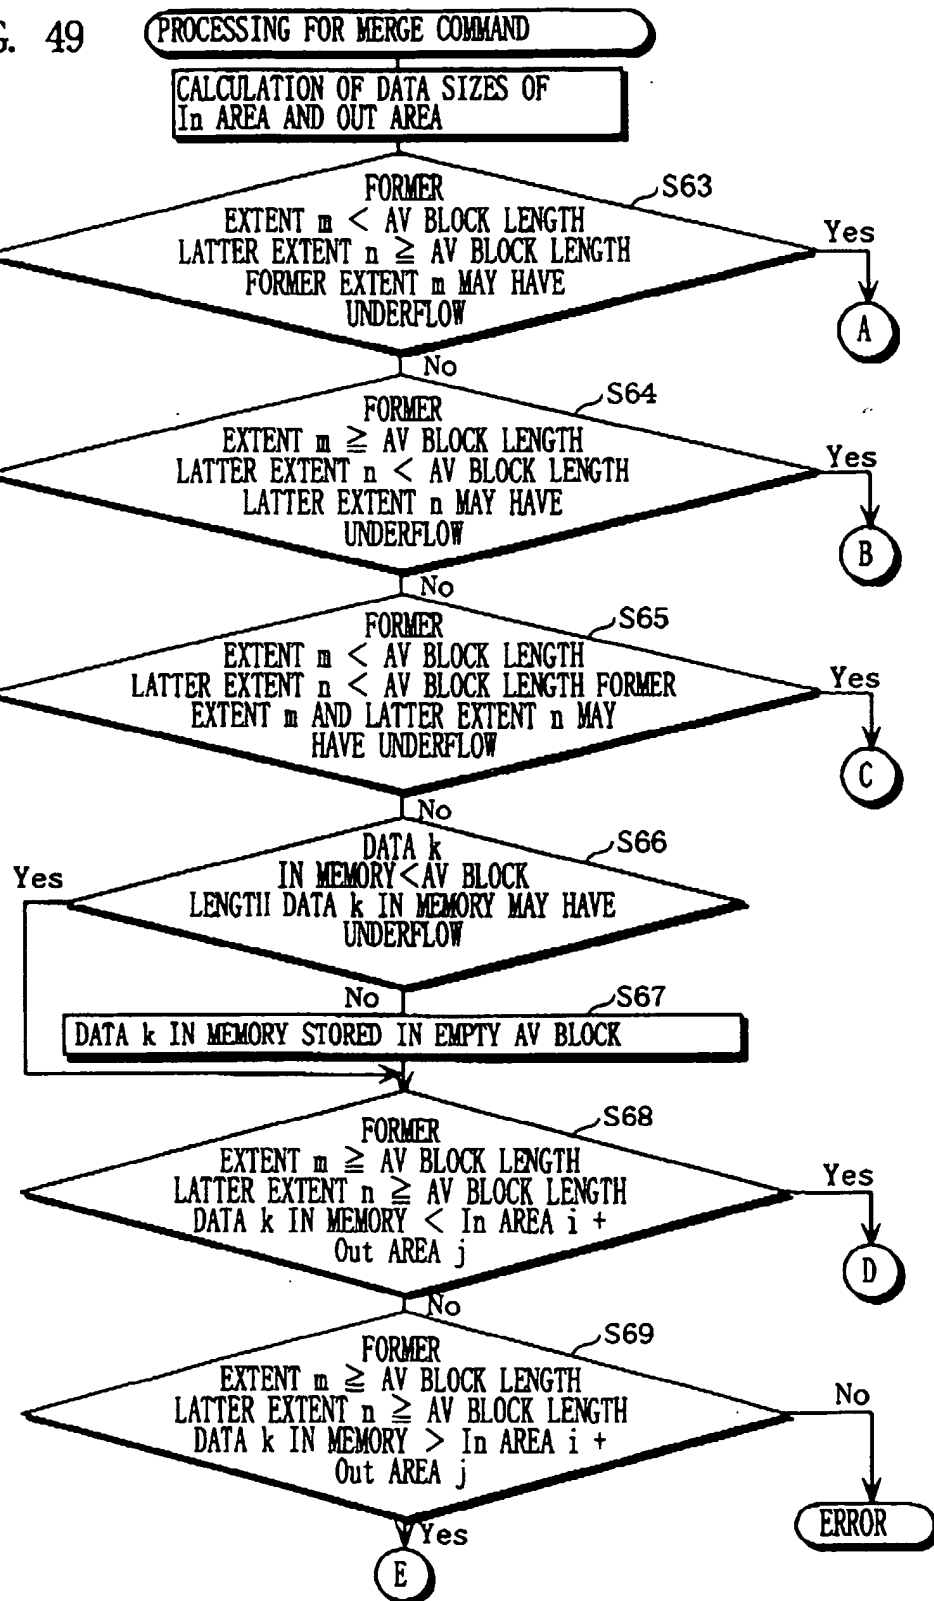 G. 49
PROCESSING FOR MERGE COMMAND
CALCULATION OF DATA SIZES OF
In AREA AND OUT AREA
S63
FORMER
EXTENT m < AV BLOCK LENGTH
LATTER EXTENT n ≧ AV BLOCK LENGTH
FORMER EXTENT m MAY HAVE
UNDERFLOW
Yes
A
No
S64
FORMER
EXTENT m ≧ AV BLOCK LENGTH
LATTER EXTENT n < AV BLOCK LENGTH
LATTER EXTENT n MAY HAVE
UNDERFLOW
Yes
B
No
S65
FORMER
EXTENT m < AV BLOCK LENGTH
LATTER EXTENT n < AV BLOCK LENGTH FORMER
EXTENT m AND LATTER EXTENT n MAY
HAVE UNDERFLOW
Yes
C
No
S66
DATA k
IN MEMORY<AV BLOCK
LENGTH DATA k IN MEMORY MAY HAVE
UNDERFLOW
Yes
No
S67
DATA k IN MEMORY STORED IN EMPTY AV BLOCK
S68
FORMER
EXTENT m ≧ AV BLOCK LENGTH
LATTER EXTENT n ≧ AV BLOCK LENGTH
DATA k IN MEMORY < In AREA i +
Out AREA j
Yes
D
No
S69
FORMER
EXTENT m ≧ AV BLOCK LENGTH
LATTER EXTENT n ≧ AV BLOCK LENGTH
DATA k IN MEMORY > In AREA i +
Out AREA j
No
ERROR
Yes
E